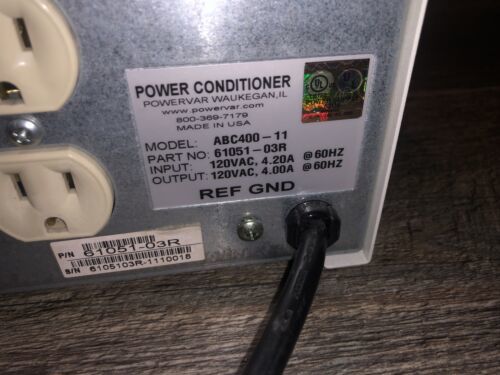 POWER CONDITIONER
POWERVAR WAUKEGAN,IL
www.powervar.com
800-369-7179
MADE IN USA
MODEL: ABC400-11
PART NO: 61051-03R
INPUT: 120VAC, 4.20A @ 60HZ
OUTPUT: 120VAC, 4.00A @ 60HZ
REF GND
P/N 61051-03R
S/N 6105103R-1110018